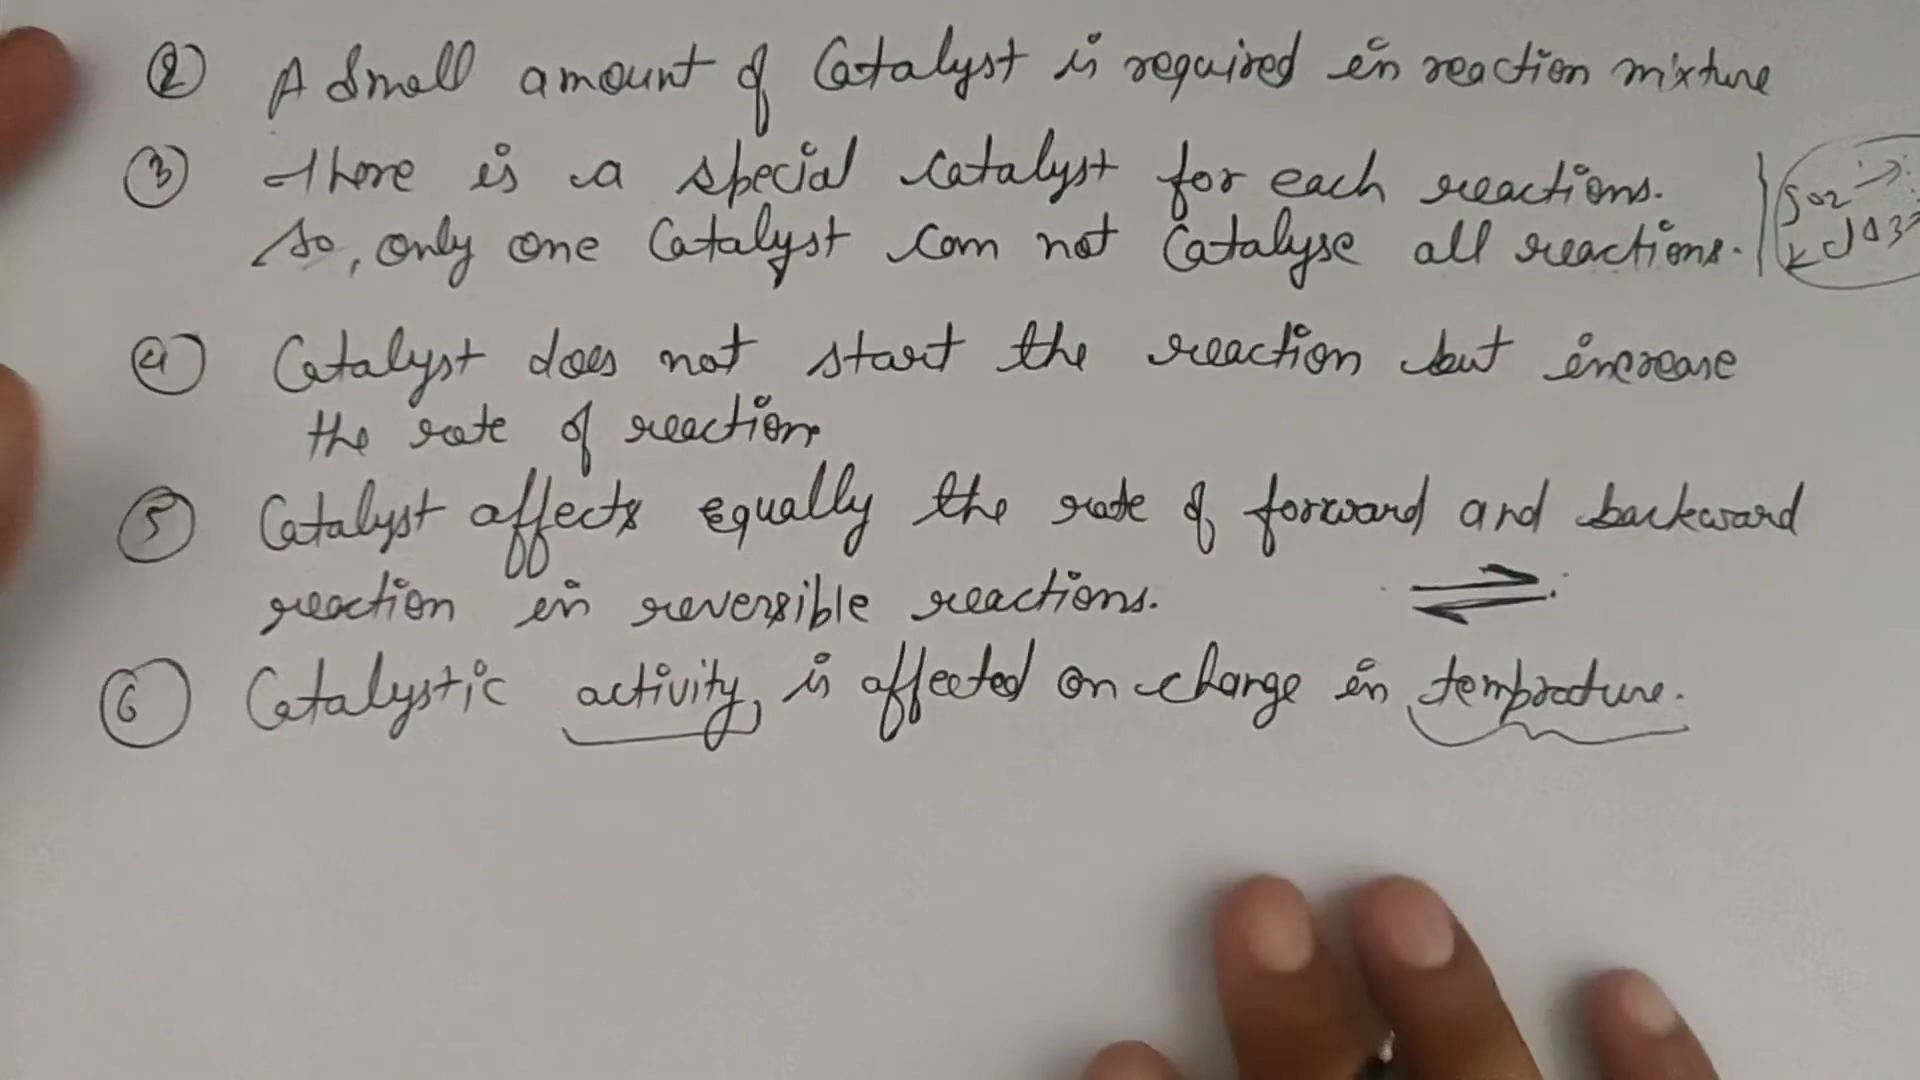 ② A Small amount of Catalyst is required in reaction mixture
③ There is a special catalyst for each reactions.
So, only one Catalyst can not Catalyse all reactions.
SO2 →
KClO3
④ Catalyst does not start the reaction but increase
the rate of reaction
⑤ Catalyst affects equally the rate of forward and backward
reaction in reversible reactions. ⇌
⑥ Catalystic activity, is affected on change in temprature.